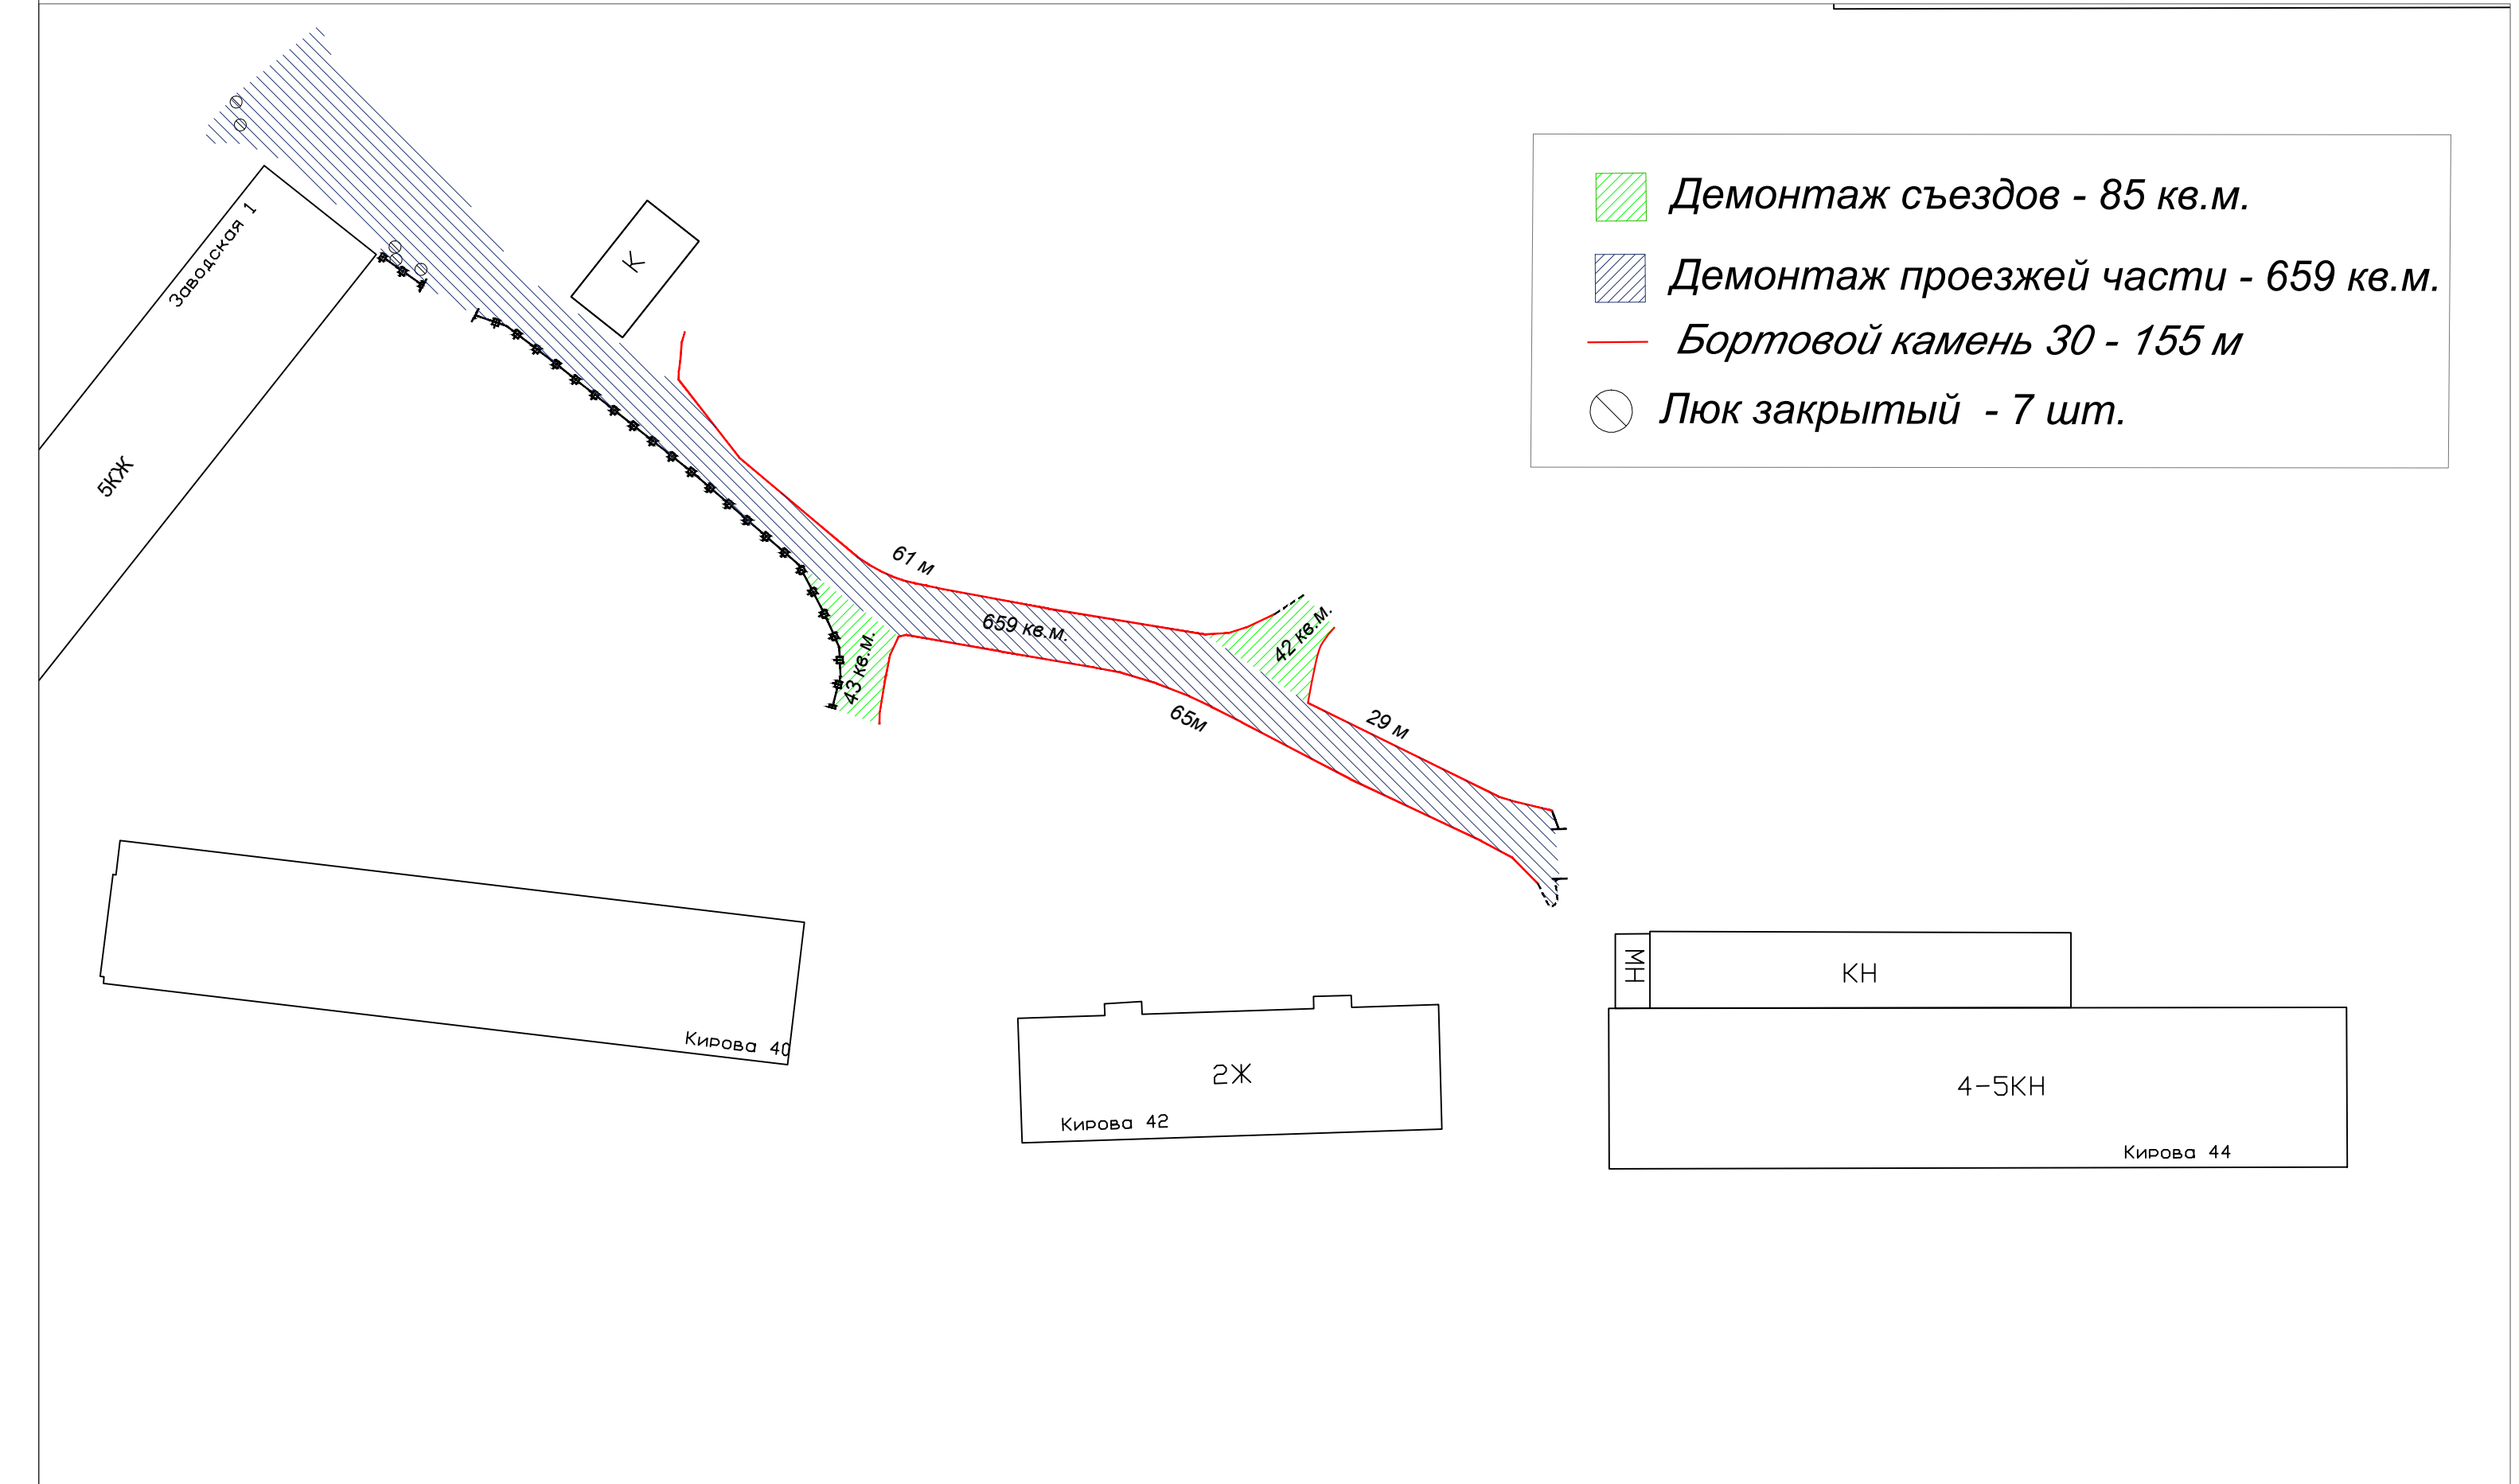 Демонтаж съездов - 85 кв.м.
Демонтаж проезжей части - 659 кв.м.
Бортовой камень 30 - 155 м
Люк закрытый - 7 шт.
Заводская 1
К
5КЖ
61 м
659 кв.м.
42 кв.м.
43 кв.м.
65м
29 м
Кирова 40
2Ж
Кирова 42
МН
КН
4-5КН
Кирова 44